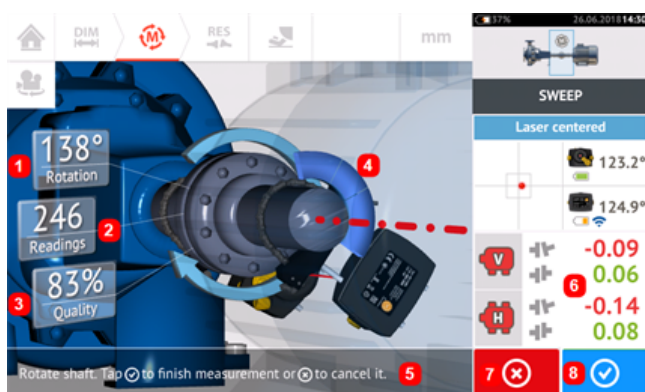 DIM
M
RES
mm
37%
26.06.2018 14:30
SWEEP
138°
Rotation
1
246
Readings
2
83%
Quality
3
4
Laser centered
123.2°
124.9°
V
-0.09
0.06
6
H
-0.14
0.08
Rotate shaft. Tap ✓ to finish measurement or ⊗ to cancel it.
5
7
8